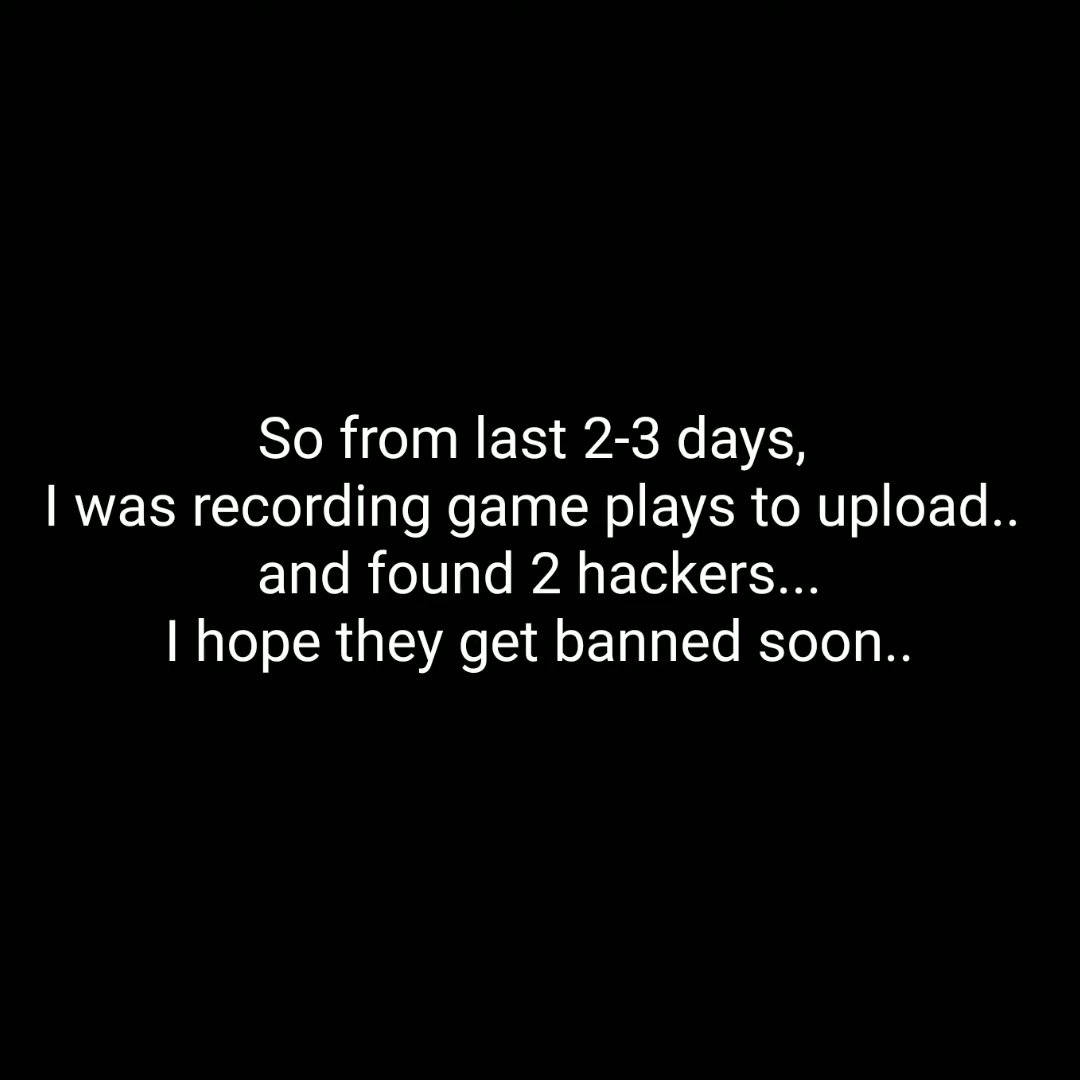 So from last 2-3 days,
I was recording game plays to upload..
and found 2 hackers...
I hope they get banned soon..